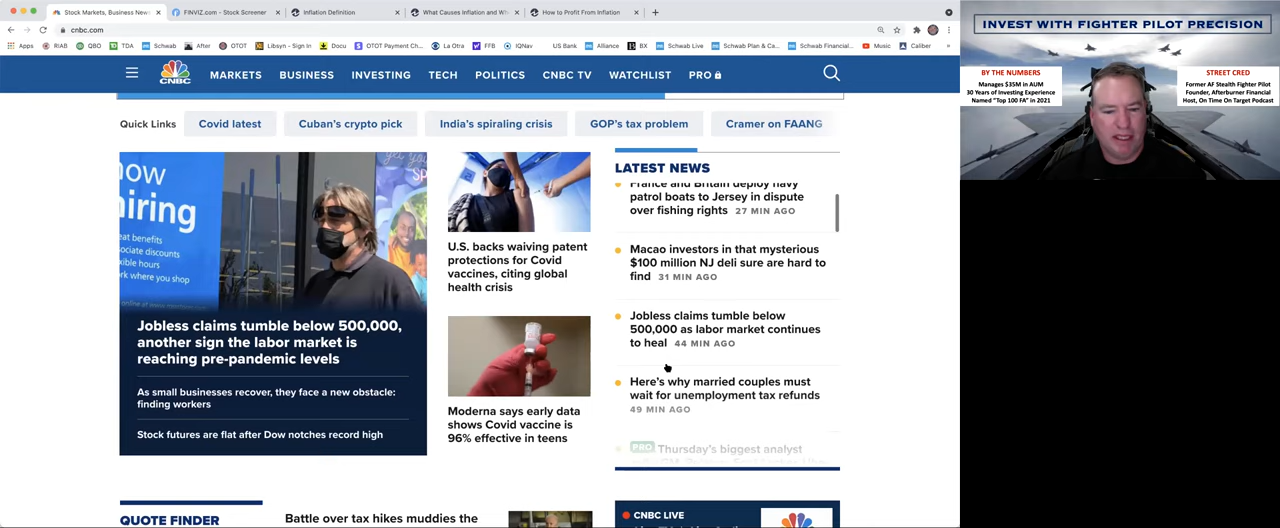 Stock Markets, Business News
FINVIZ.com - Stock Screener
Inflation Definition
What Causes Inflation and Wh
How to Profit From Inflation
cnbc.com
Apps
RIAB
QBO
TDA
Schwab
After
OTOT
Libsyn - Sign In
Docu
OTOT Payment Ch...
La Otra
FFB
IQNav
US Bank
Alliance
BX
Schwab Live
Schwab Plan & Ca...
Schwab Financial...
Music
Caliber
CNBC
MARKETS
BUSINESS
INVESTING
TECH
POLITICS
CNBC TV
WATCHLIST
PRO
Quick Links
Covid latest
Cuban's crypto pick
India's spiraling crisis
GOP's tax problem
Cramer on FAANG
now
hiring
eat benefits
sociate discounts
xible hours
k where you shop
Jobless claims tumble below 500,000,
another sign the labor market is
reaching pre-pandemic levels
As small businesses recover, they face a new obstacle:
finding workers
Stock futures are flat after Dow notches record high
U.S. backs waiving patent
protections for Covid
vaccines, citing global
health crisis
Moderna says early data
shows Covid vaccine is
96% effective in teens
LATEST NEWS
France and Britain deploy navy
patrol boats to Jersey in dispute
over fishing rights 27 MIN AGO
Macao investors in that mysterious
$100 million NJ deli sure are hard to
find 31 MIN AGO
Jobless claims tumble below
500,000 as labor market continues
to heal 44 MIN AGO
Here's why married couples must
wait for unemployment tax refunds
49 MIN AGO
PRO Thursday's biggest analyst
QUOTE FINDER
Battle over tax hikes muddies the
CNBC LIVE
INVEST WITH FIGHTER PILOT PRECISION
BY THE NUMBERS
Manages $35M in AUM
30 Years of Investing Experience
Named "Top 100 FA" in 2021
STREET CRED
Former AF Stealth Fighter Pilot
Founder, Afterburner Financial
Host, On Time On Target Podcast